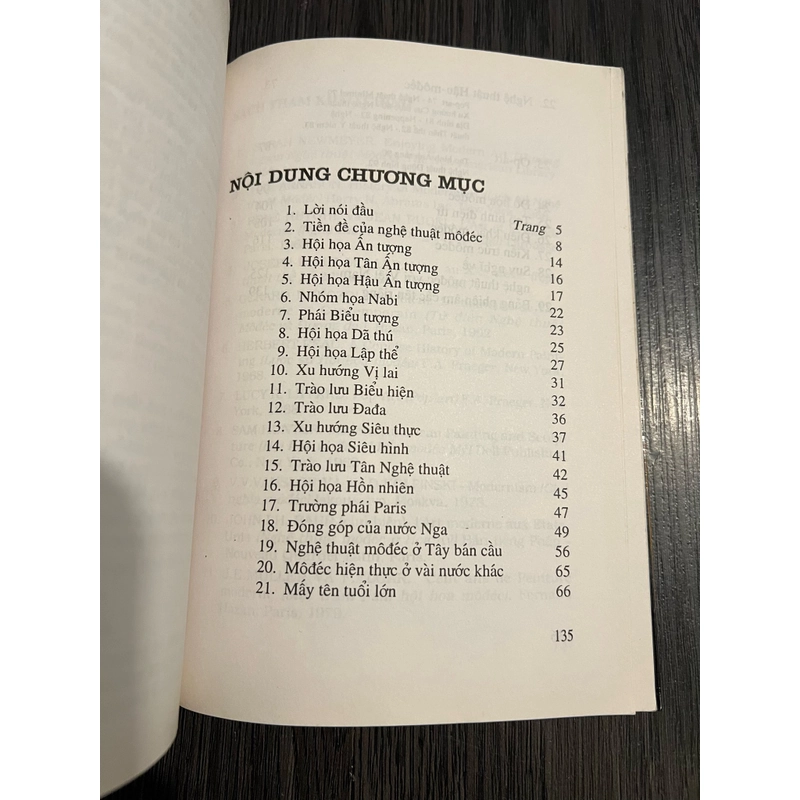 NỘI DUNG CHƯƠNG MỤC
Trang
1. Lời nói đầu 5
2. Tiền đề của nghệ thuật môđéc 8
3. Hội họa Ấn tượng 14
4. Hội họa Tân Ấn tượng 16
5. Hội họa Hậu Ấn tượng 17
6. Nhóm họa Nabi 22
7. Phái Biểu tượng 23
8. Hội họa Dã thú 25
9. Hội họa Lập thể 27
10. Xu hướng Vị lai 31
11. Trào lưu Biểu hiện 32
12. Trào lưu Đađa 36
13. Xu hướng Siêu thực 37
14. Hội họa Siêu hình 41
15. Trào lưu Tân Nghệ thuật 42
16. Hội họa Hồn nhiên 45
17. Trường phái Paris 47
18. Đóng góp của nước Nga 49
19. Nghệ thuật môđéc ở Tây bán cầu 56
20. Môđéc hiện thực ở vài nước khác 65
21. Mấy tên tuổi lớn 66
135